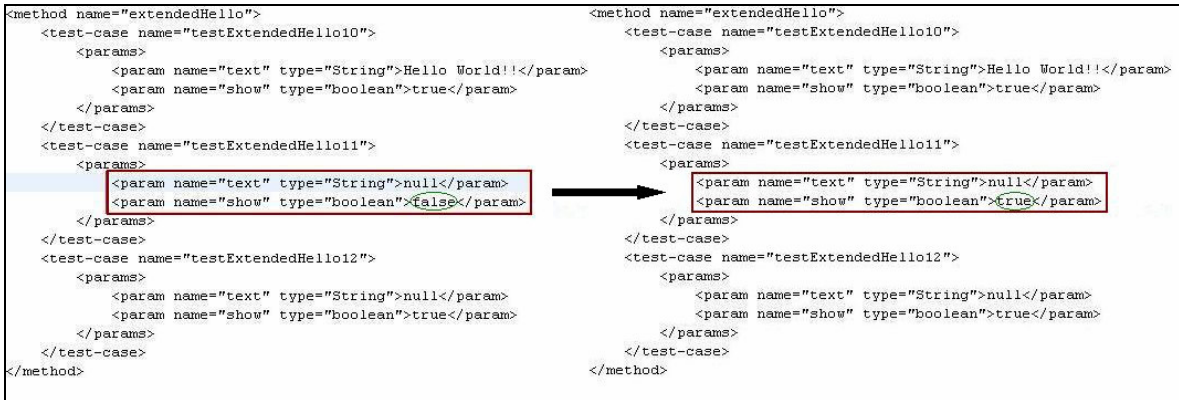 <method name="extendedHello">
    <test-case name="testExtendedHello10">
        <params>
            <param name="text" type="String">Hello World!!</param>
            <param name="show" type="boolean">true</param>
        </params>
    </test-case>
    <test-case name="testExtendedHello11">
        <params>
            <param name="text" type="String">null</param>
            <param name="show" type="boolean">false</param>
        </params>
    </test-case>
    <test-case name="testExtendedHello12">
        <params>
            <param name="text" type="String">null</param>
            <param name="show" type="boolean">true</param>
        </params>
    </test-case>
</method>
<method name="extendedHello">
    <test-case name="testExtendedHello10">
        <params>
            <param name="text" type="String">Hello World!!</param>
            <param name="show" type="boolean">true</param>
        </params>
    </test-case>
    <test-case name="testExtendedHello11">
        <params>
            <param name="text" type="String">null</param>
            <param name="show" type="boolean">true</param>
        </params>
    </test-case>
    <test-case name="testExtendedHello12">
        <params>
            <param name="text" type="String">null</param>
            <param name="show" type="boolean">true</param>
        </params>
    </test-case>
</method>